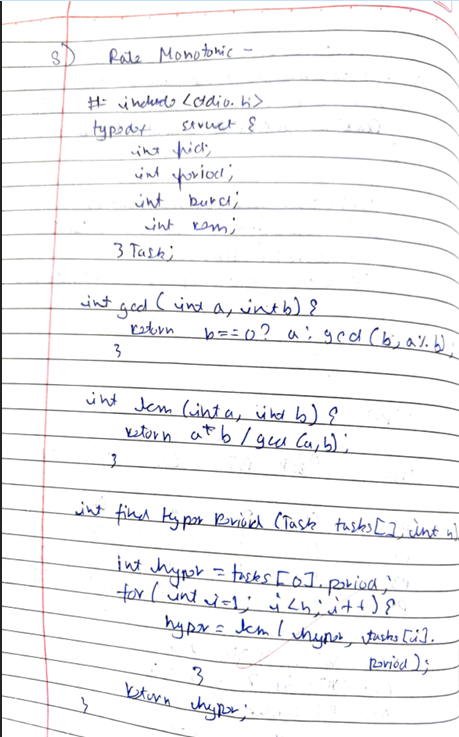 8) Rate Monotonic -
# include <stdio.h>
typedef struct {
int pid;
int period;
int burst;
int rem;
} Task;
int gcd (int a, int b) {
return b==0? a: gcd (b, a%b);
}
int lcm (int a, int b) {
return a*b / gcd (a,b);
}
int find Hyper Period (Task tasks[], int n)
int hyper = tasks[0].period;
for (int i=1; i<n; i++) {
hyper = lcm ( hyper, tasks[i].
period);
}
return hyper;
}